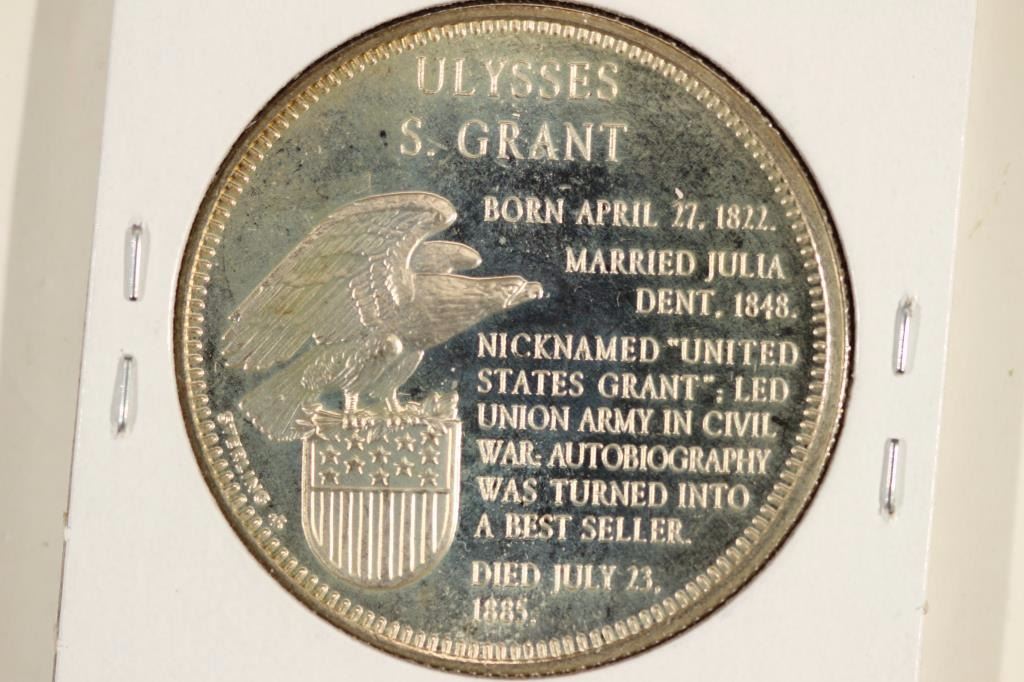 ULYSSES
S. GRANT
BORN APRIL 27, 1822.
MARRIED JULIA
DENT, 1848.
NICKNAMED "UNITED
STATES GRANT"; LED
UNION ARMY IN CIVIL
WAR; AUTOBIOGRAPHY
WAS TURNED INTO
A BEST SELLER.
DIED JULY 23,
1885.
STERLING